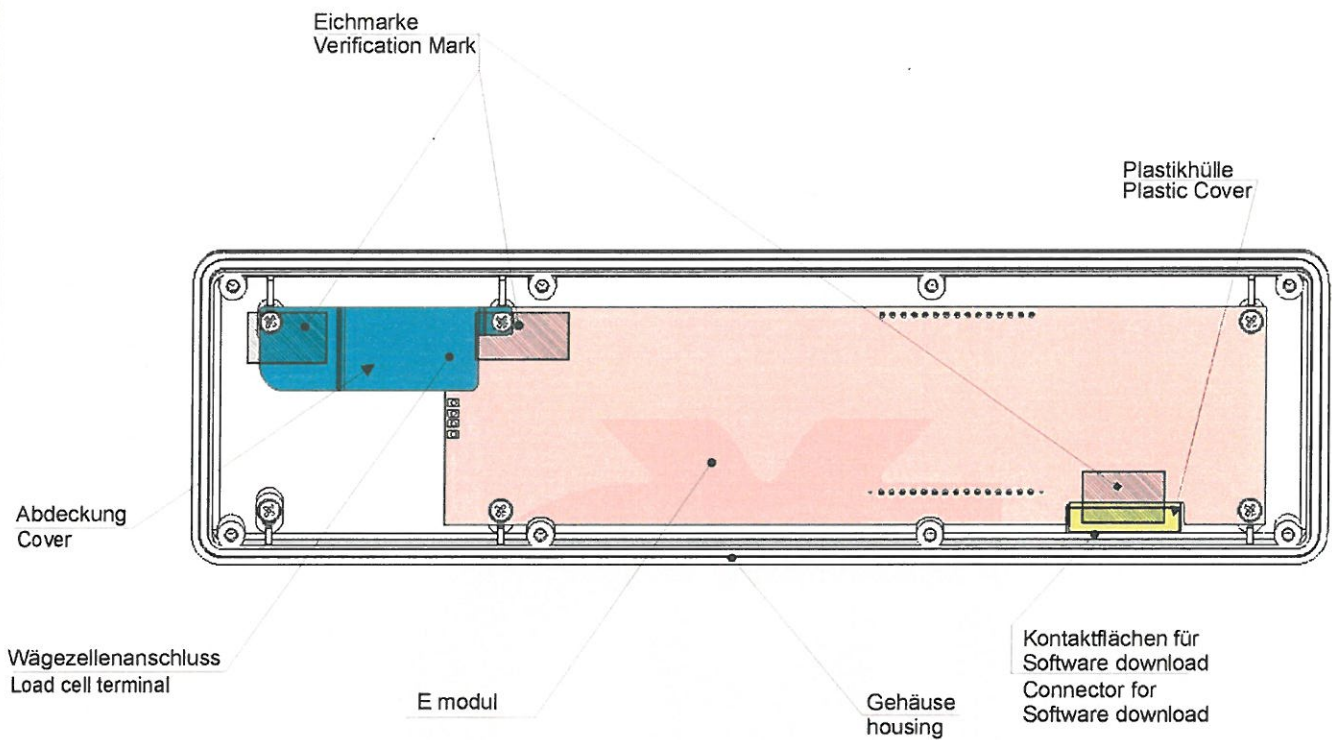 Eichmarke
Verification Mark
Plastikhülle
Plastic Cover
Abdeckung
Cover
Wägezellenanschluss
Load cell terminal
E modul
Gehäuse
housing
Kontaktflächen für
Software download
Connector for
Software download